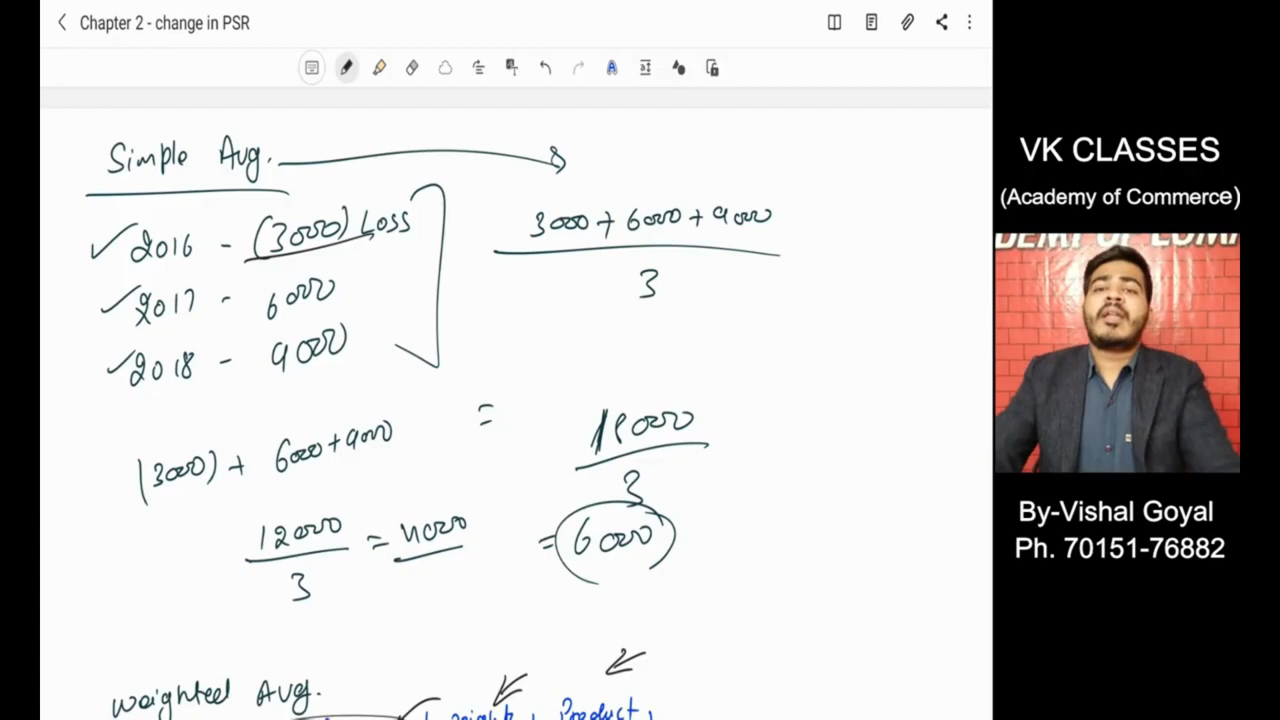 Chapter 2 - change in PSR
Simple Avg.
2016 - (3000) Loss
2017 - 6000
2018 - 9000
3000 + 6000 + 9000
3
(3000) + 6000 + 9000
12000
3
= 4000
=
18000
3
= 6000
weighted Avg.
Product,
VK CLASSES
(Academy of Commerce)
By-Vishal Goyal
Ph. 70151-76882